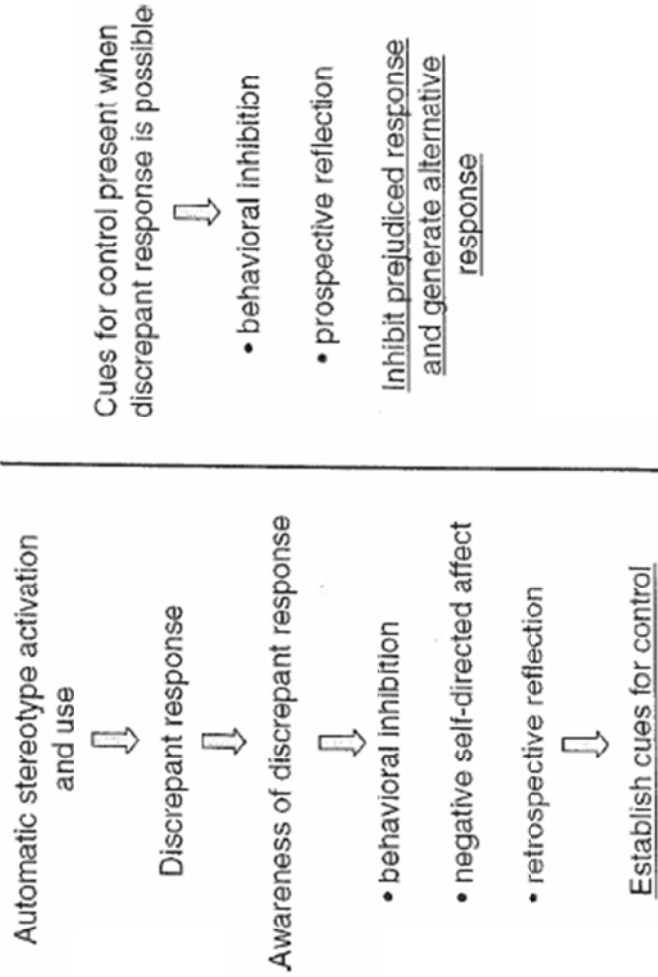 Automatic stereotype activation
and use
Discrepant response
Awareness of discrepant response
• behavioral inhibition
• negative self-directed affect
• retrospective reflection
Establish cues for control
Cues for control present when
discrepant response is possible
• behavioral inhibition
• prospective reflection
Inhibit prejudiced response
and generate alternative
response